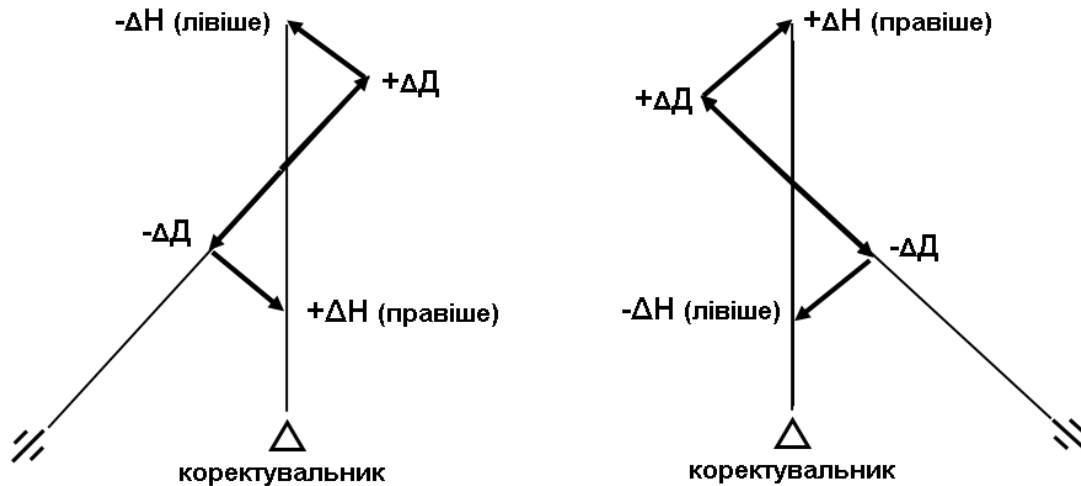 -ΔН (лівіше)
+ΔД
-ΔД
+ΔН (правіше)
коректувальник
+ΔН (правіше)
+ΔД
-ΔД
-ΔН (лівіше)
коректувальник